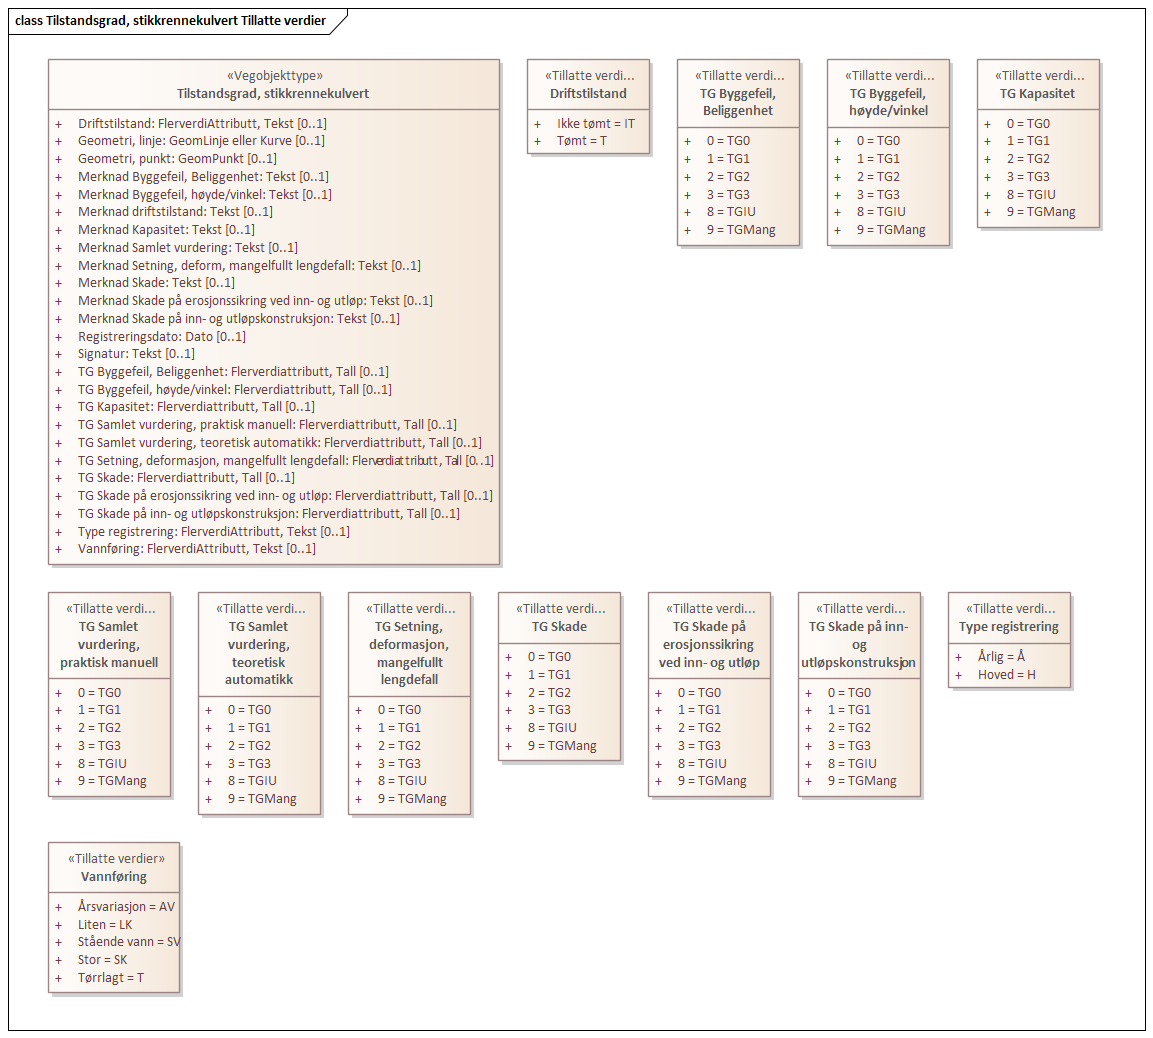 class Tilstandsgrad, stikkrennekulvert Tillatte verdier
«Vegobjekttype»
Tilstandsgrad, stikkrennekulvert
+ Driftstilstand: FlerverdiAttributt, Tekst [0..1]
+ Geometri, linje: GeomLinje eller Kurve [0..1]
+ Geometri, punkt: GeomPunkt [0..1]
+ Merknad Byggefeil, Beliggenhet: Tekst [0..1]
+ Merknad Byggefeil, høyde/vinkel: Tekst [0..1]
+ Merknad driftstilstand: Tekst [0..1]
+ Merknad Kapasitet: Tekst [0..1]
+ Merknad Samlet vurdering: Tekst [0..1]
+ Merknad Setning, deform, mangelfullt lengdefall: Tekst [0..1]
+ Merknad Skade: Tekst [0..1]
+ Merknad Skade på erosjonssikring ved inn- og utløp: Tekst [0..1]
+ Merknad Skade på inn- og utløpskonstruksjon: Tekst [0..1]
+ Registreringsdato: Dato [0..1]
+ Signatur: Tekst [0..1]
+ TG Byggefeil, Beliggenhet: Flerverdiattributt, Tall [0..1]
+ TG Byggefeil, høyde/vinkel: Flerverdiattributt, Tall [0..1]
+ TG Kapasitet: Flerverdiattributt, Tall [0..1]
+ TG Samlet vurdering, praktisk manuell: Flerverdiattributt, Tall [0..1]
+ TG Samlet vurdering, teoretisk automatikk: Flerverdiattributt, Tall [0..1]
+ TG Setning, deformasjon, mangelfullt lengdefall: Flerverdiattributt, Tall [0..1]
+ TG Skade: Flerverdiattributt, Tall [0..1]
+ TG Skade på erosjonssikring ved inn- og utløp: Flerverdiattributt, Tall [0..1]
+ TG Skade på inn- og utløpskonstruksjon: Flerverdiattributt, Tall [0..1]
+ Type registrering: FlerverdiAttributt, Tekst [0..1]
+ Vannføring: FlerverdiAttributt, Tekst [0..1]
«Tillatte verdi...
Driftstilstand
+ Ikke tømt = IT
+ Tømt = T
«Tillatte verdi...
TG Byggefeil,
Beliggenhet
+ 0 = TG0
+ 1 = TG1
+ 2 = TG2
+ 3 = TG3
+ 8 = TGIU
+ 9 = TGMang
«Tillatte verdi...
TG Byggefeil,
høyde/vinkel
+ 0 = TG0
+ 1 = TG1
+ 2 = TG2
+ 3 = TG3
+ 8 = TGIU
+ 9 = TGMang
«Tillatte verdi...
TG Kapasitet
+ 0 = TG0
+ 1 = TG1
+ 2 = TG2
+ 3 = TG3
+ 8 = TGIU
+ 9 = TGMang
«Tillatte verdi...
TG Samlet
vurdering,
praktisk manuell
+ 0 = TG0
+ 1 = TG1
+ 2 = TG2
+ 3 = TG3
+ 8 = TGIU
+ 9 = TGMang
«Tillatte verdi...
TG Samlet
vurdering,
teoretisk
automatikk
+ 0 = TG0
+ 1 = TG1
+ 2 = TG2
+ 3 = TG3
+ 8 = TGIU
+ 9 = TGMang
«Tillatte verdi...
TG Setning,
deformasjon,
mangelfullt
lengdefall
+ 0 = TG0
+ 1 = TG1
+ 2 = TG2
+ 3 = TG3
+ 8 = TGIU
+ 9 = TGMang
«Tillatte verdi...
TG Skade
+ 0 = TG0
+ 1 = TG1
+ 2 = TG2
+ 3 = TG3
+ 8 = TGIU
+ 9 = TGMang
«Tillatte verdi...
TG Skade på
erosjonssikring
ved inn- og utløp
+ 0 = TG0
+ 1 = TG1
+ 2 = TG2
+ 3 = TG3
+ 8 = TGIU
+ 9 = TGMang
«Tillatte verdi...
TG Skade på inn-
og
utløpskonstruksjon
+ 0 = TG0
+ 1 = TG1
+ 2 = TG2
+ 3 = TG3
+ 8 = TGIU
+ 9 = TGMang
«Tillatte verdi...
Type registrering
+ Årlig = Å
+ Hoved = H
«Tillatte verdier»
Vannføring
+ Årsvariasjon = AV
+ Liten = LK
+ Stående vann = SV
+ Stor = SK
+ Tørrlagt = T